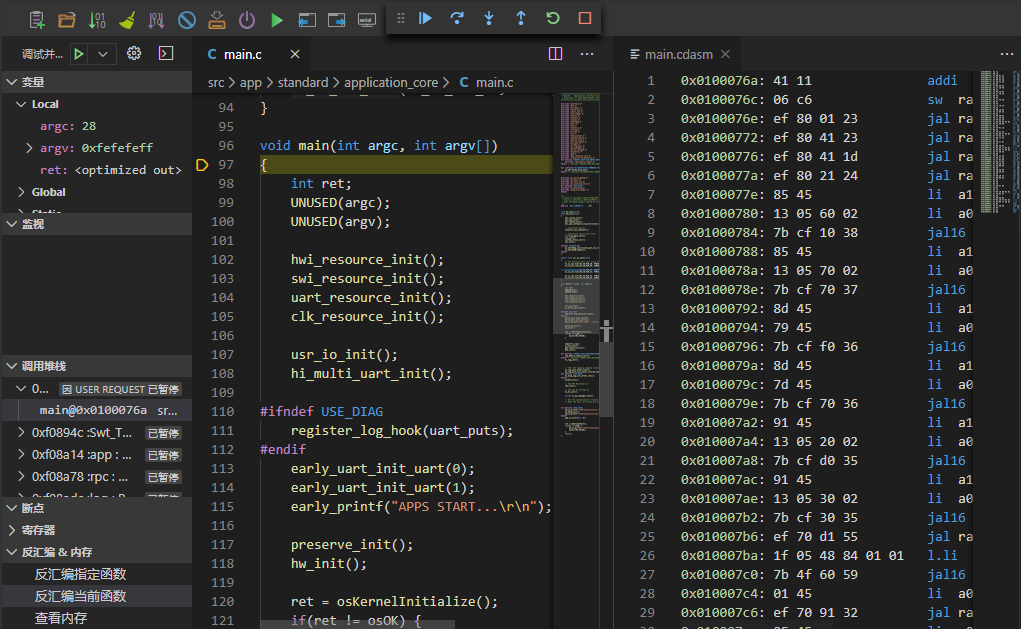 调试并...
变量
Local
argc: 28
argv: 0xfefefeff
ret: <optimized out>
Global
监视
调用堆栈
0... 因 USER REQUEST 已暂停
main@0x0100076a sr...
0xf0894c :Swt_T... 已暂停
0xf08a14 :app : ... 已暂停
0xf08a78 :rpc : ... 已暂停
断点
寄存器
反汇编 & 内存
反汇编指定函数
反汇编当前函数
查看内存
C main.c ×
src > app > standard > application_core > C main.c
94 }
95
96 void main(int argc, int argv[])
97 {
98 int ret;
99 UNUSED(argc);
100 UNUSED(argv);
101
102 hwi_resource_init();
103 swi_resource_init();
104 uart_resource_init();
105 clk_resource_init();
106
107 usr_io_init();
108 hi_multi_uart_init();
109
110 #ifndef USE_DIAG
111 register_log_hook(uart_puts);
112 #endif
113 early_uart_init_uart(0);
114 early_uart_init_uart(1);
115 early_printf("APPS START...\r\n");
116
117 preserve_init();
118 hw_init();
119
120 ret = osKernelInitialize();
121 if(ret != osOK) {
main.cdasm ×
1 0x0100076a: 41 11 addi
2 0x0100076c: 06 c6 sw ra
3 0x0100076e: ef 80 01 23 jal ra
4 0x01000772: ef 80 41 23 jal ra
5 0x01000776: ef 80 41 1d jal ra
6 0x0100077a: ef 80 21 24 jal ra
7 0x0100077e: 85 45 li a1
8 0x01000780: 13 05 60 02 li a0
9 0x01000784: 7b cf 10 38 jal16
10 0x01000788: 85 45 li a1
11 0x0100078a: 13 05 70 02 li a0
12 0x0100078e: 7b cf 70 37 jal16
13 0x01000792: 8d 45 li a1
14 0x01000794: 79 45 li a0
15 0x01000796: 7b cf f0 36 jal16
16 0x0100079a: 8d 45 li a1
17 0x0100079c: 7d 45 li a0
18 0x0100079e: 7b cf 70 36 jal16
19 0x010007a2: 91 45 li a1
20 0x010007a4: 13 05 20 02 li a0
21 0x010007a8: 7b cf d0 35 jal16
22 0x010007ac: 91 45 li a1
23 0x010007ae: 13 05 30 02 li a0
24 0x010007b2: 7b cf 30 35 jal16
25 0x010007b6: ef 70 d1 55 jal ra
26 0x010007ba: 1f 05 48 84 01 01 l.li
27 0x010007c0: 7b 4f 60 59 jal16
28 0x010007c4: 01 45 li a0
29 0x010007c6: ef 70 91 32 jal ra